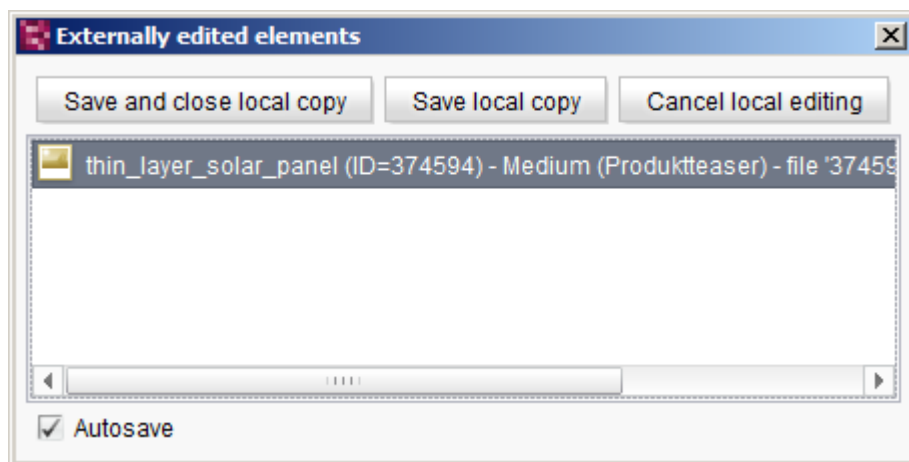 Externally edited elements
Save and close local copy Save local copy Cancel local editing
thin_layer_solar_panel (ID=374594) - Medium (Produktteaser) - file '37459
Autosave